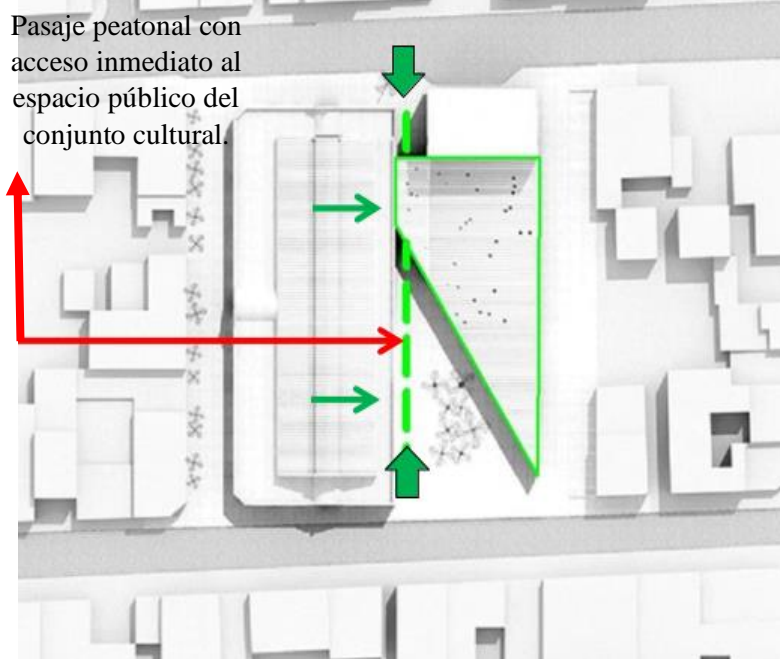 Pasaje peatonal con
acceso inmediato al
espacio público del
conjunto cultural.